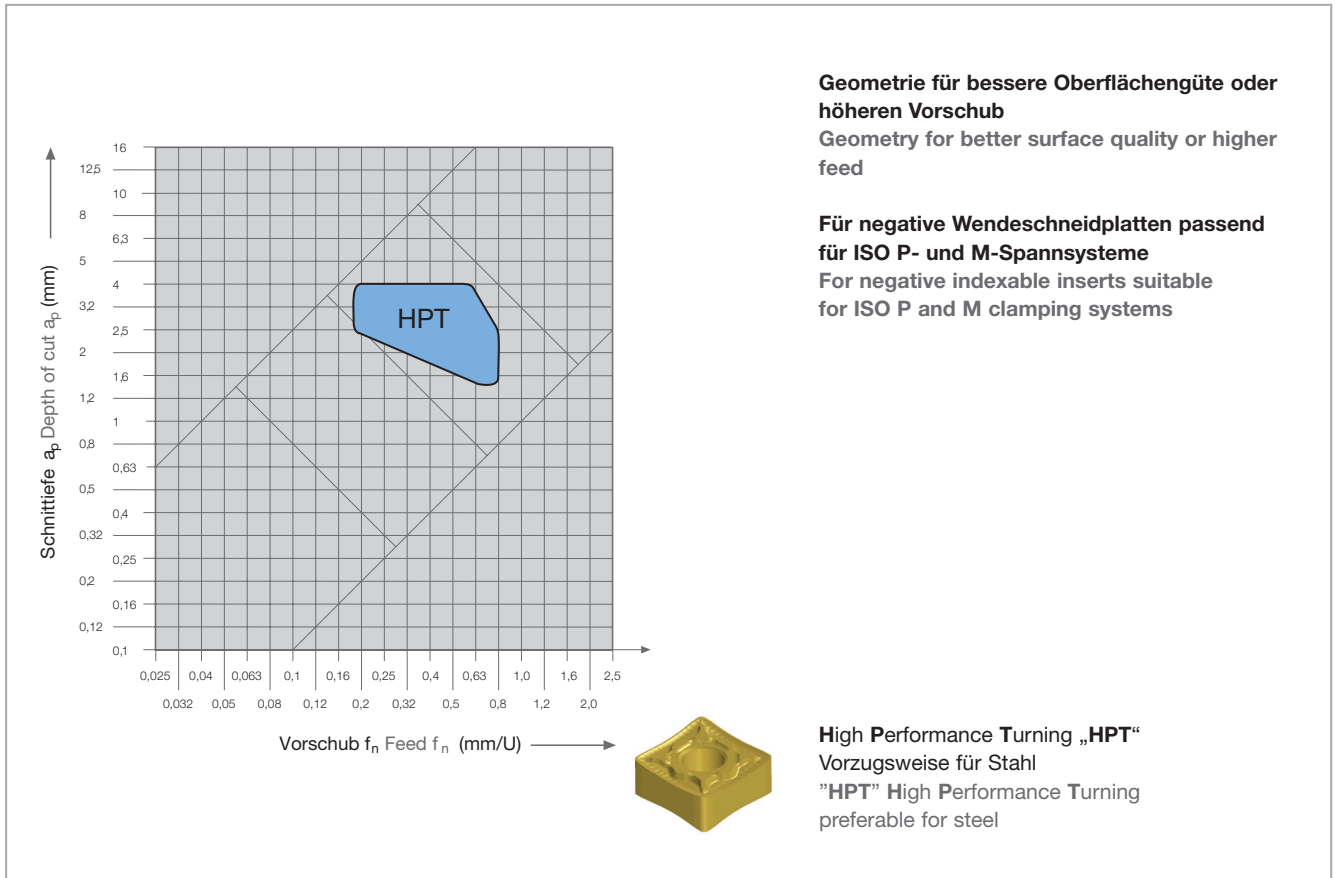 Geometrie für bessere Oberflächengüte oder
höheren Vorschub
Geometry for better surface quality or higher
feed
Für negative Wendeschneidplatten passend
für ISO P- und M-Spannsysteme
For negative indexable inserts suitable
for ISO P and M clamping systems
Schnittiefe ap Depth of cut ap (mm)
16
12,5
10
8
6,3
5
4
3,2
2,5
2
1,6
1,2
1
0,8
0,63
0,5
0,4
0,32
0,25
0,2
0,16
0,12
0,1
HPT
0,025 0,04 0,063 0,1 0,16 0,25 0,4 0,63 1,0 1,6 2,5
0,032 0,05 0,08 0,12 0,2 0,32 0,5 0,8 1,2 2,0
Vorschub fn Feed fn (mm/U)
High Performance Turning „HPT“
Vorzugsweise für Stahl
”HPT” High Performance Turning
preferable for steel